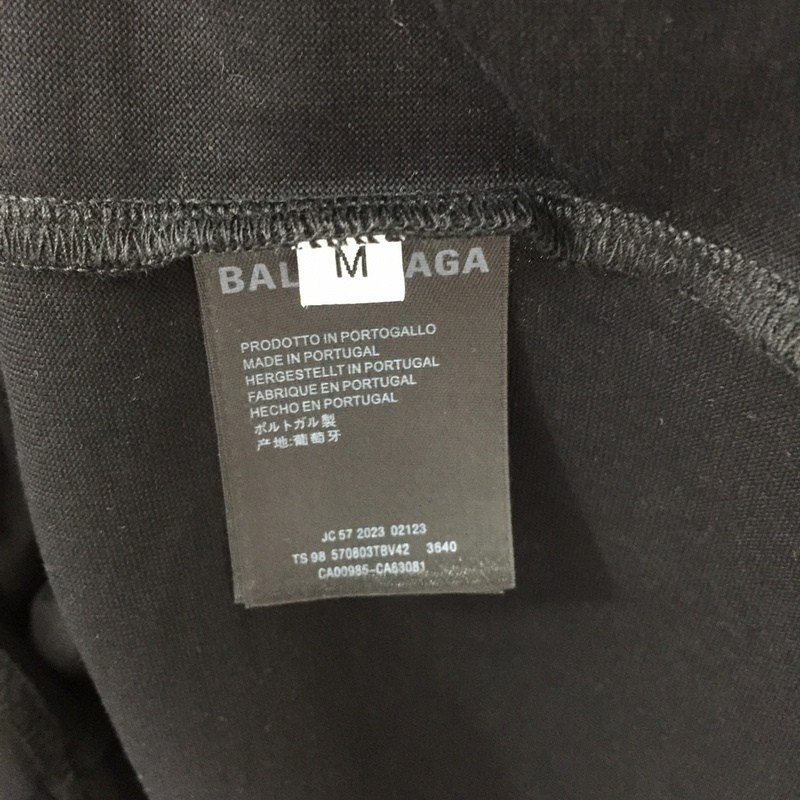 BAL AGA
M
PRODOTTO IN PORTOGALLO
MADE IN PORTUGAL
HERGESTELLT IN PORTUGAL
FABRIQUE EN PORTUGAL
HECHO EN PORTUGAL
ポルトガル製
产地:葡萄牙
JC 57 2023 02123
TS 98 570803TBV42 3640
CA00985-CA63081